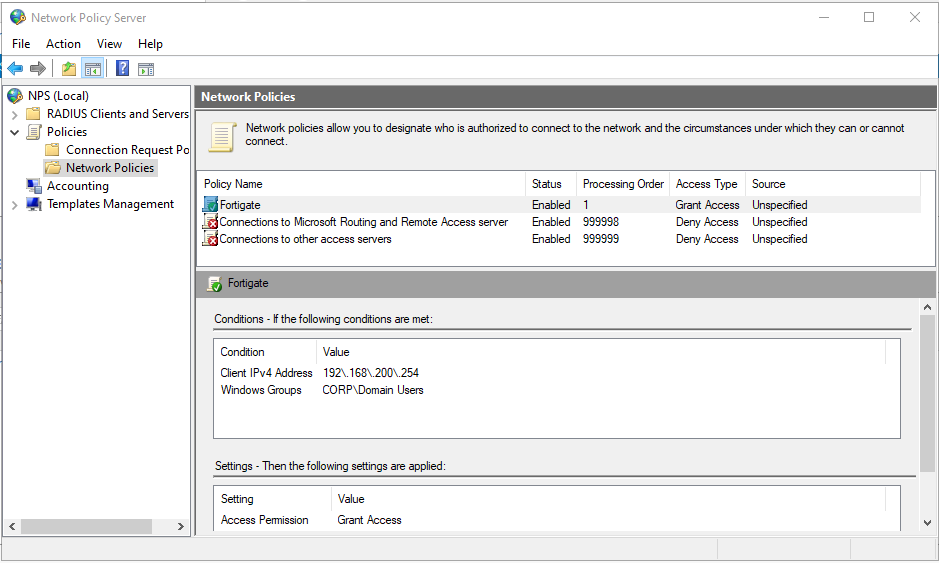 Network Policy Server
File Action View Help
NPS (Local)
RADIUS Clients and Servers
Policies
Connection Request Po
Network Policies
Accounting
Templates Management
Network Policies
Network policies allow you to designate who is authorized to connect to the network and the circumstances under which they can or cannot
connect.
Policy Name Status Processing Order Access Type Source
Fortigate Enabled 1 Grant Access Unspecified
Connections to Microsoft Routing and Remote Access server Enabled 999998 Deny Access Unspecified
Connections to other access servers Enabled 999999 Deny Access Unspecified
Fortigate
Conditions - If the following conditions are met:
Condition Value
Client IPv4 Address 192\.168\.200\.254
Windows Groups CORP\Domain Users
Settings - Then the following settings are applied:
Setting Value
Access Permission Grant Access